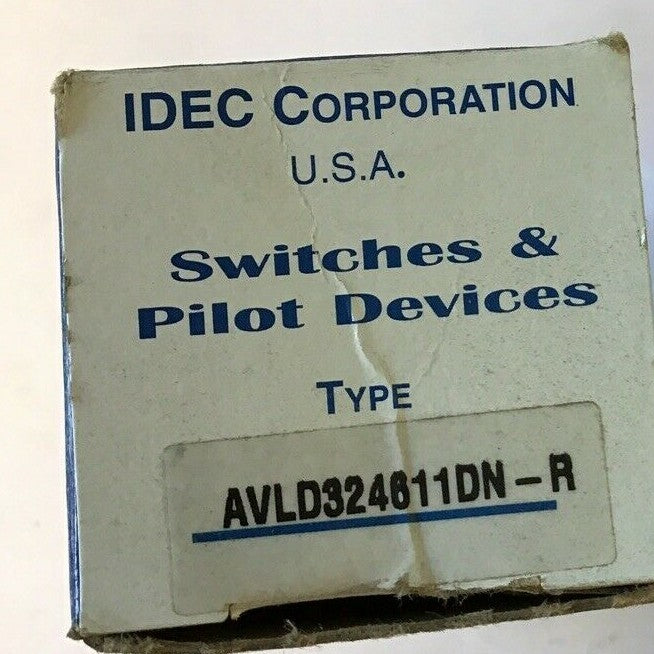 IDEC CORPORATION
U.S.A.
Switches &
Pilot Devices
TYPE
AVLD324611DN-R